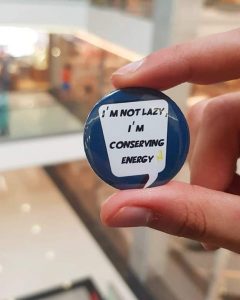 I'M NOT LAZY,
I'M
CONSERVING
ENERGY